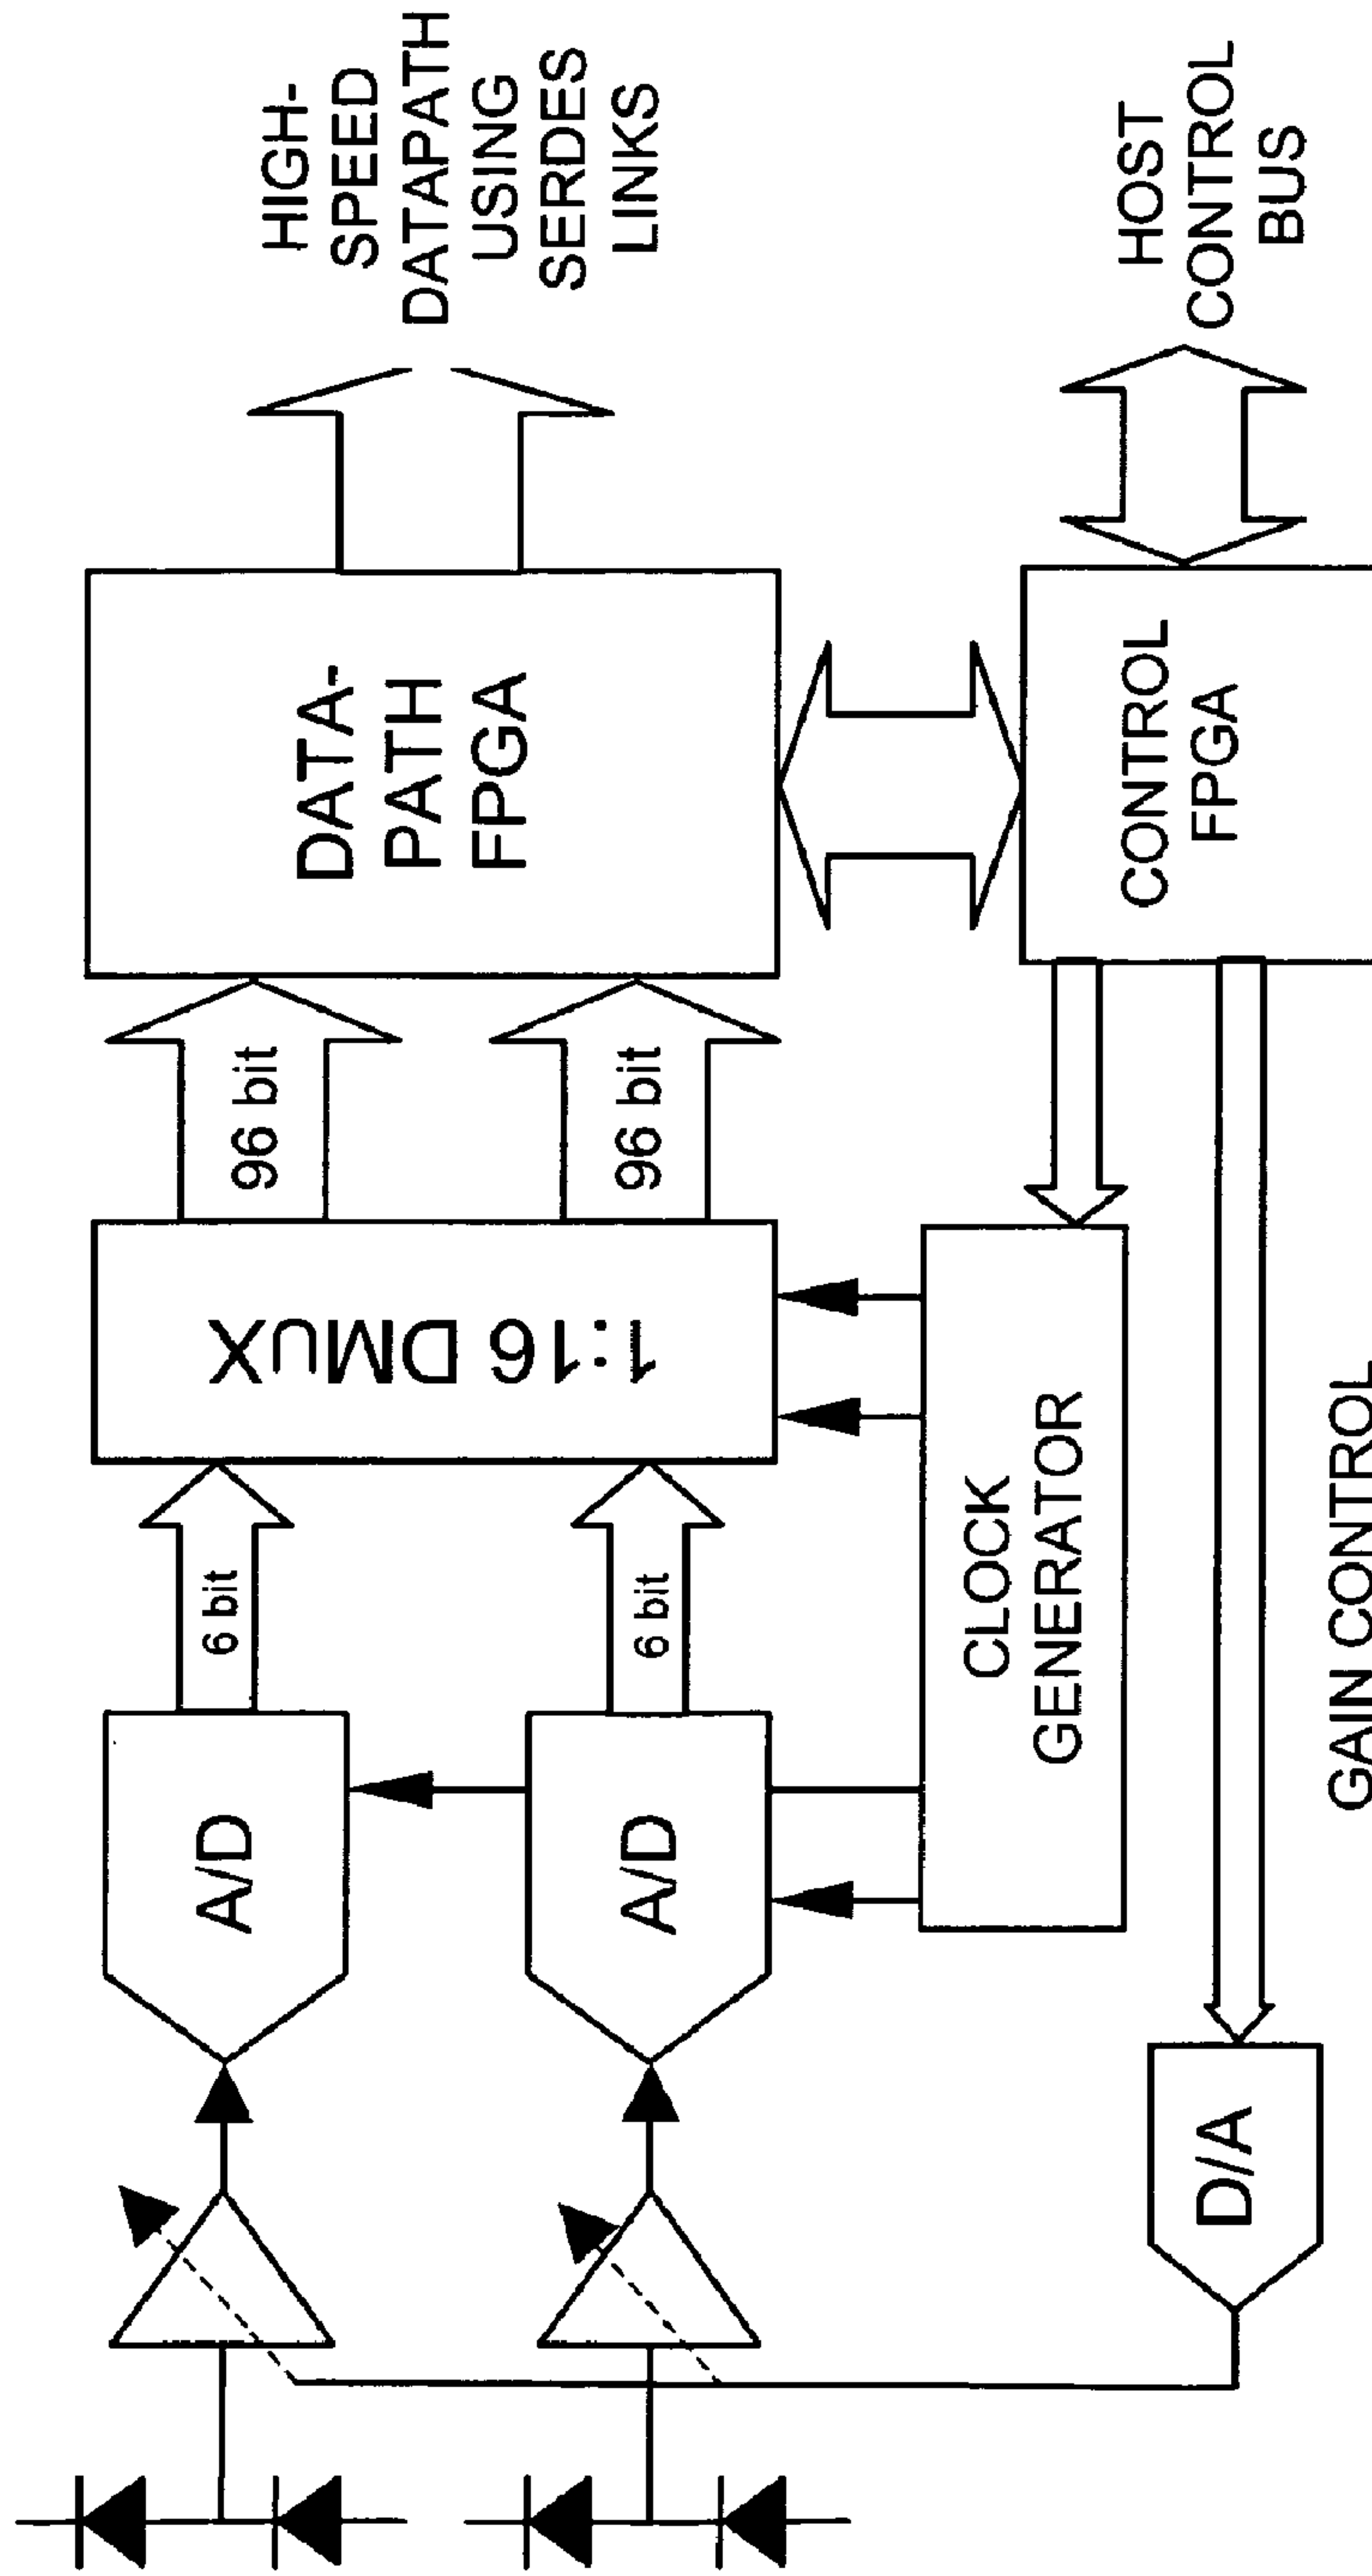 A/D
6 bit
1:16 DMUX
96 bit
DATA-
PATH
FPGA
HIGH-
SPEED
DATAPATH
USING
SERDES
LINKS
A/D
6 bit
96 bit
CLOCK
GENERATOR
CONTROL
FPGA
HOST
CONTROL
BUS
D/A
GAIN CONTROL